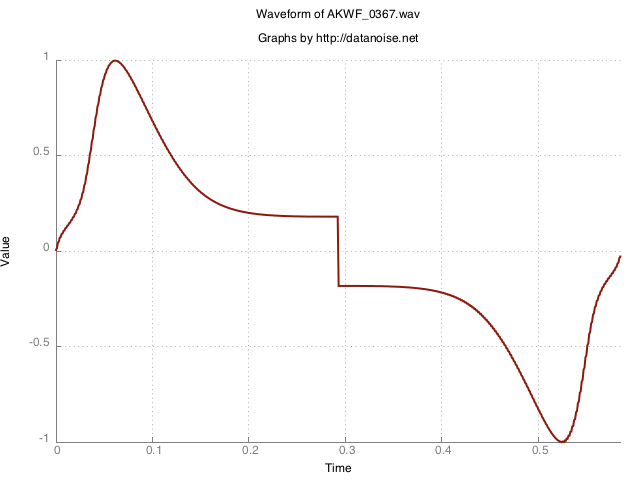 Waveform of AKWF_0367.wav
Graphs by http://datanoise.net
1
0.5
0
-0.5
-1
Value
0 0.1 0.2 0.3 0.4 0.5
Time